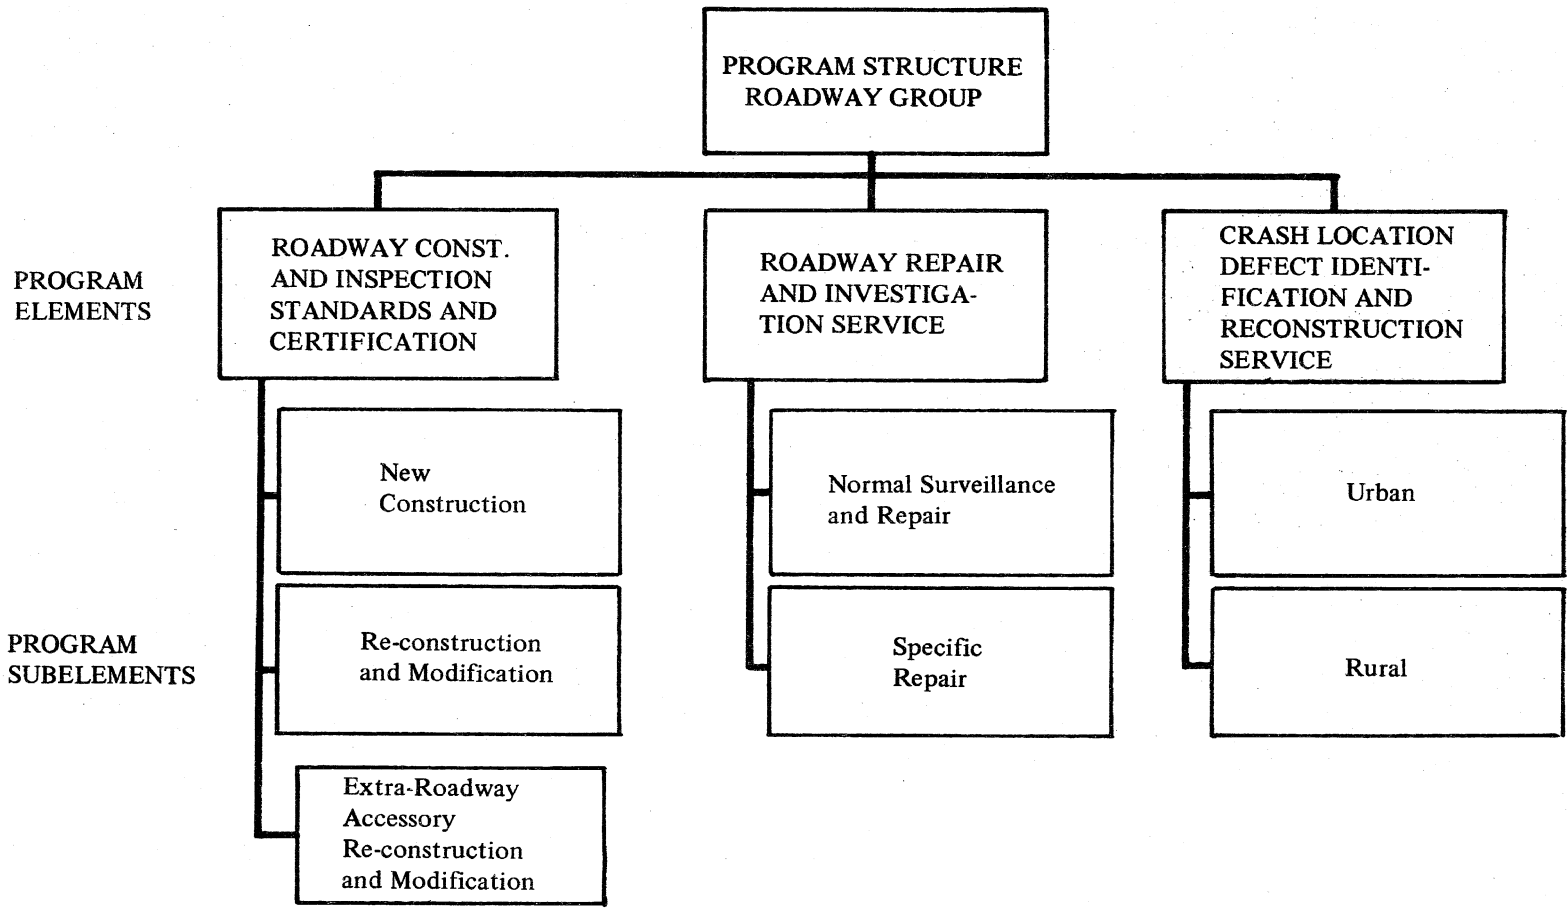 PROGRAM STRUCTURE
ROADWAY GROUP
PROGRAM
ELEMENTS
ROADWAY CONST.
AND INSPECTION
STANDARDS AND
CERTIFICATION
ROADWAY REPAIR
AND INVESTIGA-
TION SERVICE
CRASH LOCATION
DEFECT IDENTI-
FICATION AND
RECONSTRUCTION
SERVICE
PROGRAM
SUBELEMENTS
New
Construction
Re-construction
and Modification
Extra-Roadway
Accessory
Re-construction
and Modification
Normal Surveillance
and Repair
Specific
Repair
Urban
Rural